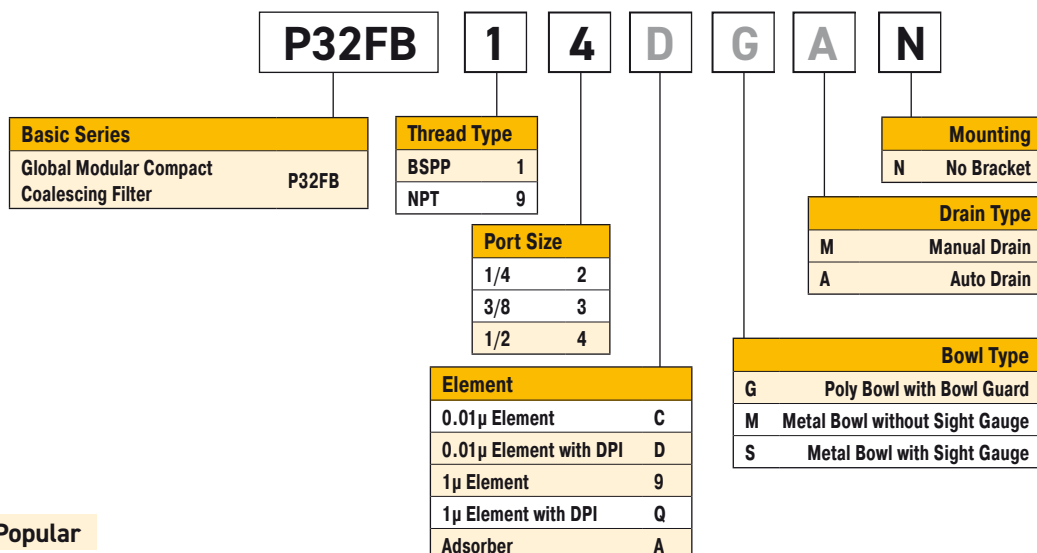 P32FB 1 4 D G A N
Basic Series
Global Modular Compact
Coalescing Filter P32FB
Thread Type
BSPP 1
NPT 9
Port Size
1/4 2
3/8 3
1/2 4
Element
0.01µ Element C
0.01µ Element with DPI D
1µ Element 9
1µ Element with DPI Q
Adsorber A
Mounting
N No Bracket
Drain Type
M Manual Drain
A Auto Drain
Bowl Type
G Poly Bowl with Bowl Guard
M Metal Bowl without Sight Gauge
S Metal Bowl with Sight Gauge
Popular